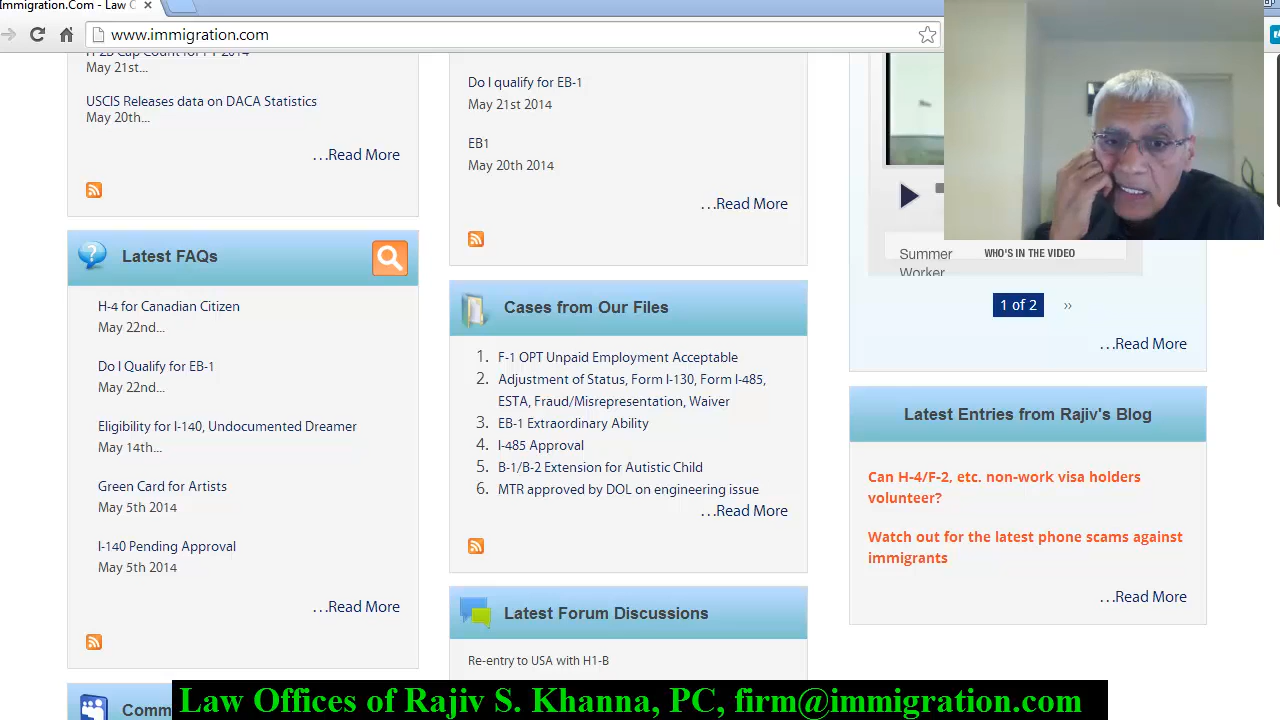 Immigration.Com - Law C
www.immigration.com
H-2B Cap Count for FY 2014
May 21st...
USCIS Releases data on DACA Statistics
May 20th...
...Read More
Latest FAQs
H-4 for Canadian Citizen
May 22nd...
Do I Qualify for EB-1
May 22nd...
Eligibility for I-140, Undocumented Dreamer
May 14th...
Green Card for Artists
May 5th 2014
I-140 Pending Approval
May 5th 2014
...Read More
Comm
Do I qualify for EB-1
May 21st 2014
EB1
May 20th 2014
...Read More
Cases from Our Files
1. F-1 OPT Unpaid Employment Acceptable
2. Adjustment of Status, Form I-130, Form I-485,
ESTA, Fraud/Misrepresentation, Waiver
3. EB-1 Extraordinary Ability
4. I-485 Approval
5. B-1/B-2 Extension for Autistic Child
6. MTR approved by DOL on engineering issue
...Read More
Latest Forum Discussions
Re-entry to USA with H1-B
Summer
Worker
WHO'S IN THE VIDEO
1 of 2 ››
...Read More
Latest Entries from Rajiv's Blog
Can H-4/F-2, etc. non-work visa holders
volunteer?
Watch out for the latest phone scams against
immigrants
...Read More
Law Offices of Rajiv S. Khanna, PC, firm@immigration.com